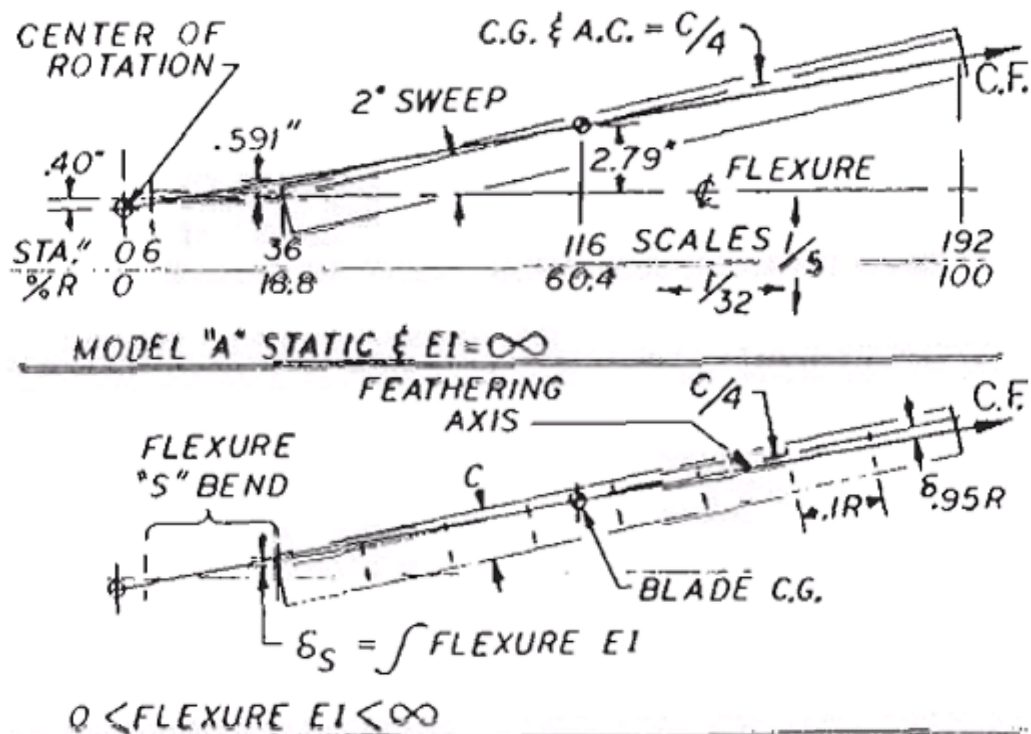 CENTER OF
ROTATION
C.G. & A.C. = C/4
C.F.
2° SWEEP
.591"
.40"
2.79"
℄ FLEXURE
STA." 0 6 36 116 SCALES 1/5 192
%R 0 18.8 60.4 1/32 100
MODEL "A" STATIC & EI = ∞
FEATHERING
AXIS
C/4
C.F.
FLEXURE
"S" BEND
C
.1R
δ.95R
BLADE C.G.
δS = ∫ FLEXURE EI
0 < FLEXURE EI < ∞